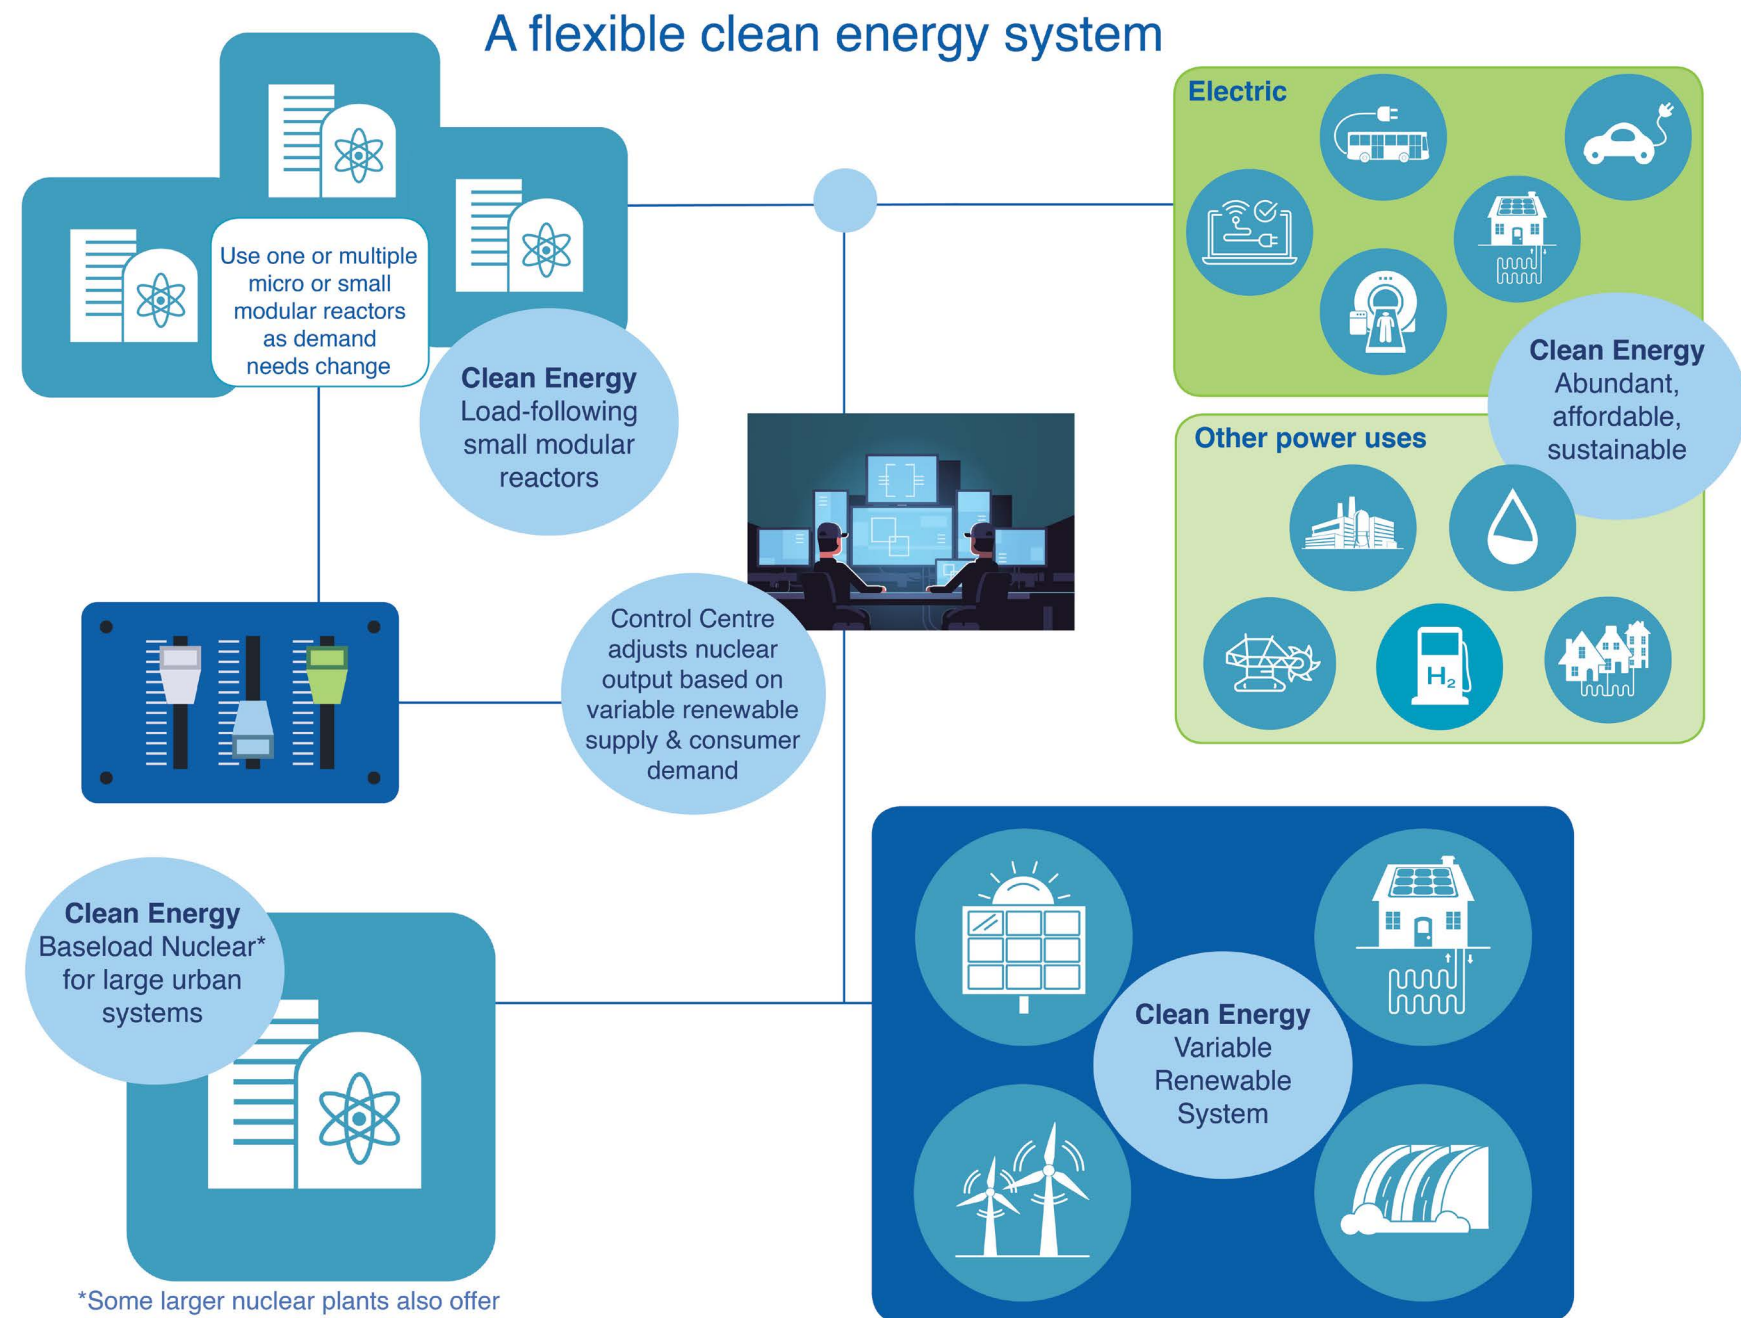 A flexible clean energy system
Use one or multiple
micro or small
modular reactors
as demand
needs change
Clean Energy
Load-following
small modular
reactors
Electric
Clean Energy
Abundant,
affordable,
sustainable
Other power uses
H₂
Control Centre
adjusts nuclear
output based on
variable renewable
supply & consumer
demand
Clean Energy
Baseload Nuclear*
for large urban
systems
Clean Energy
Variable
Renewable
System
*Some larger nuclear plants also offer